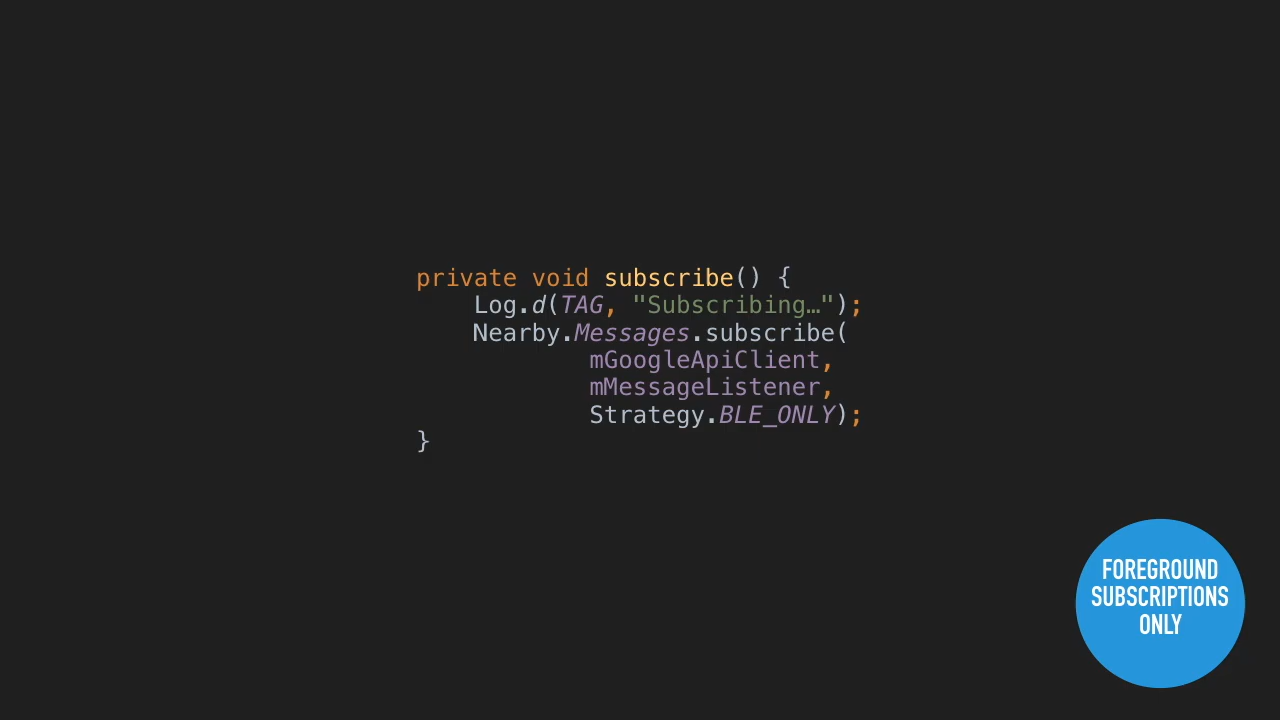 private void subscribe() {
    Log.d(TAG, "Subscribing…");
    Nearby.Messages.subscribe(
            mGoogleApiClient,
            mMessageListener,
            Strategy.BLE_ONLY);
}
FOREGROUND
SUBSCRIPTIONS
ONLY